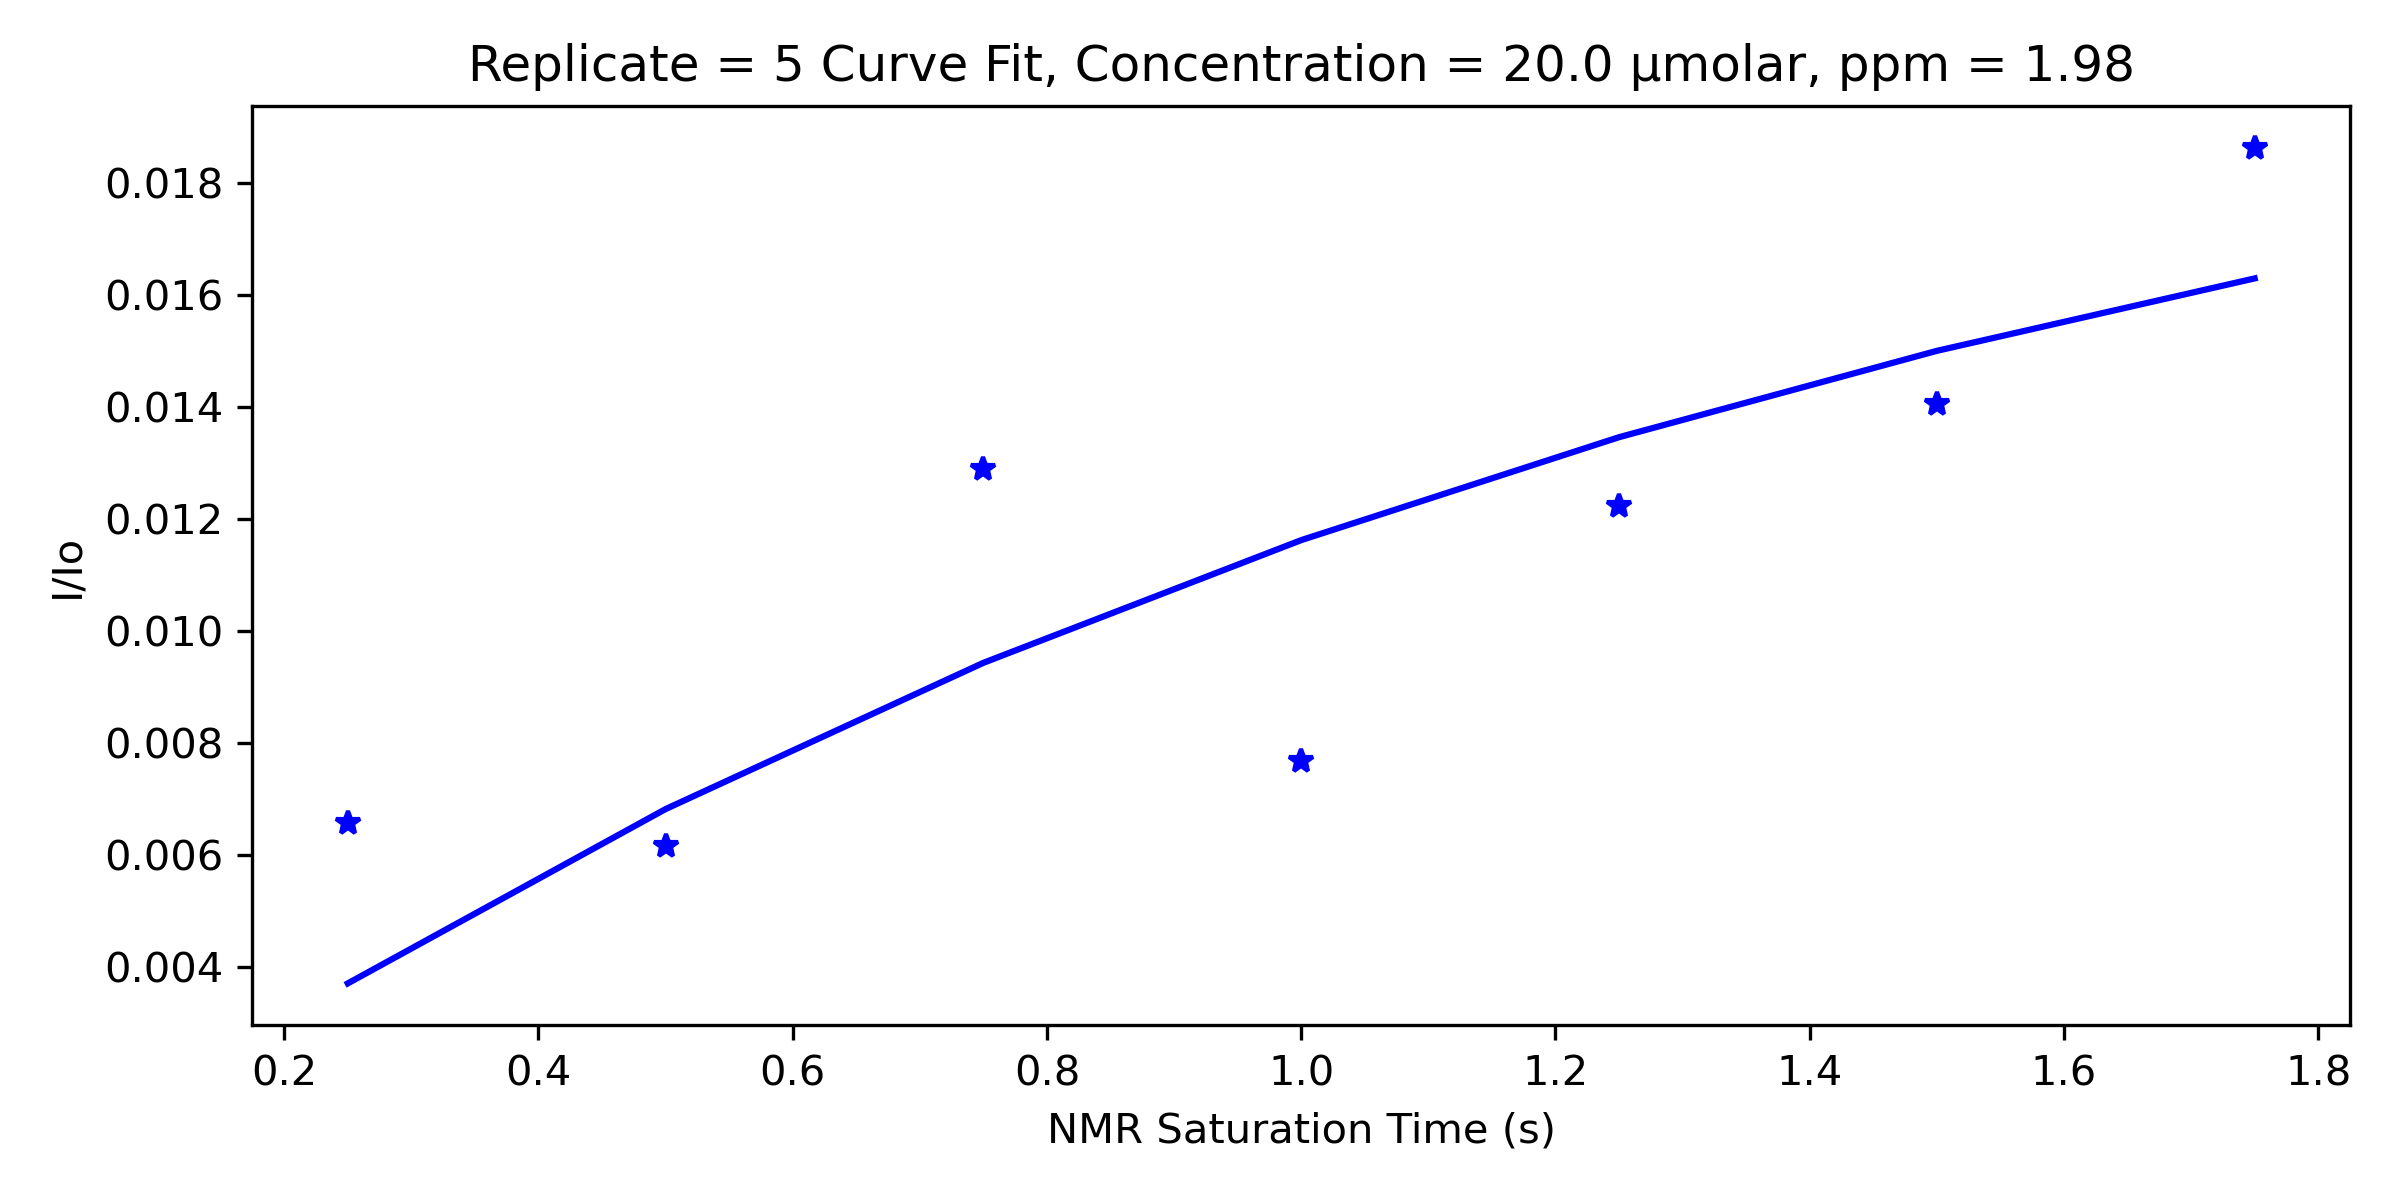 Replicate = 5 Curve Fit, Concentration = 20.0 µmolar, ppm = 1.98
I/Io
0.018
0.016
0.014
0.012
0.010
0.008
0.006
0.004
0.2 0.4 0.6 0.8 1.0 1.2 1.4 1.6 1.8
NMR Saturation Time (s)